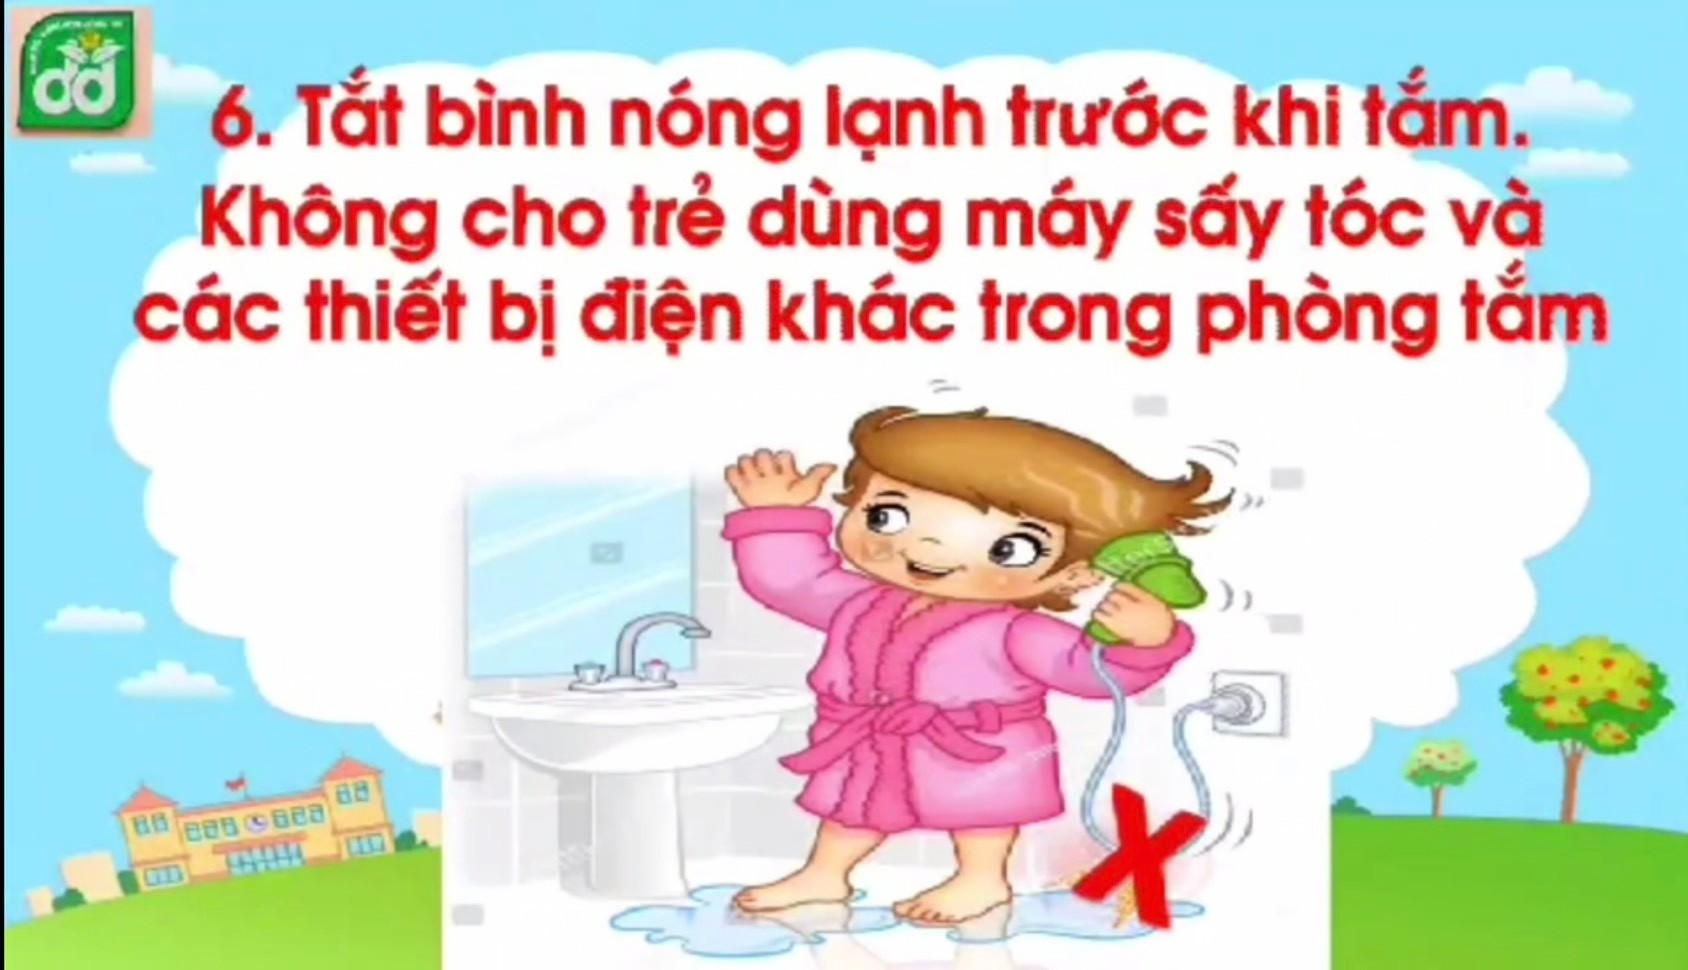 6. Tắt bình nóng lạnh trước khi tắm.
Không cho trẻ dùng máy sấy tóc và
các thiết bị điện khác trong phòng tắm
dd
X